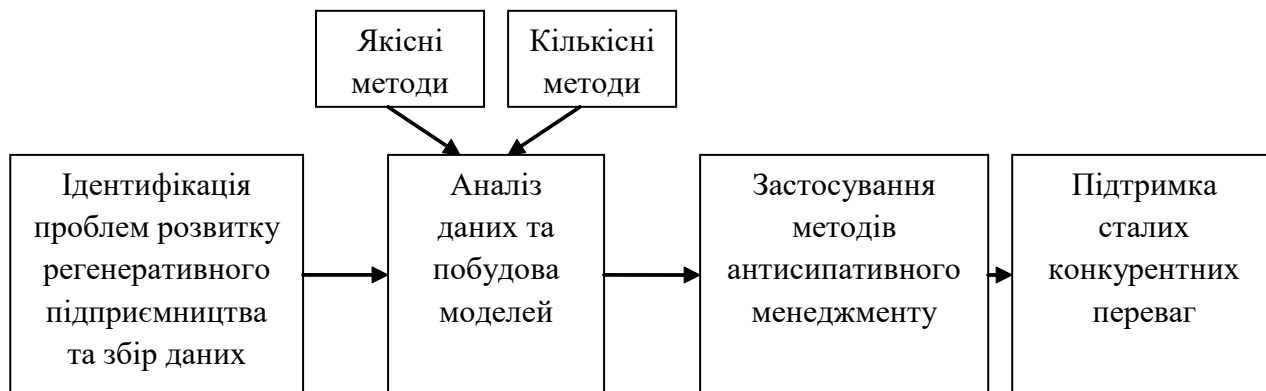 Якісні
методи
Кількісні
методи
Ідентифікація
проблем розвитку
регенеративного
підприємництва
та збір даних
Аналіз
даних та
побудова
моделей
Застосування
методів
антисипативного
менеджменту
Підтримка
сталих
конкурентних
переваг